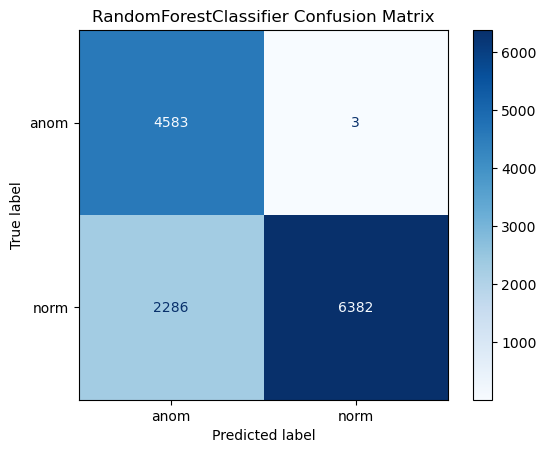 RandomForestClassifier Confusion Matrix
True label
anom
4583
3
norm
2286
6382
anom
norm
Predicted label
6000
5000
4000
3000
2000
1000